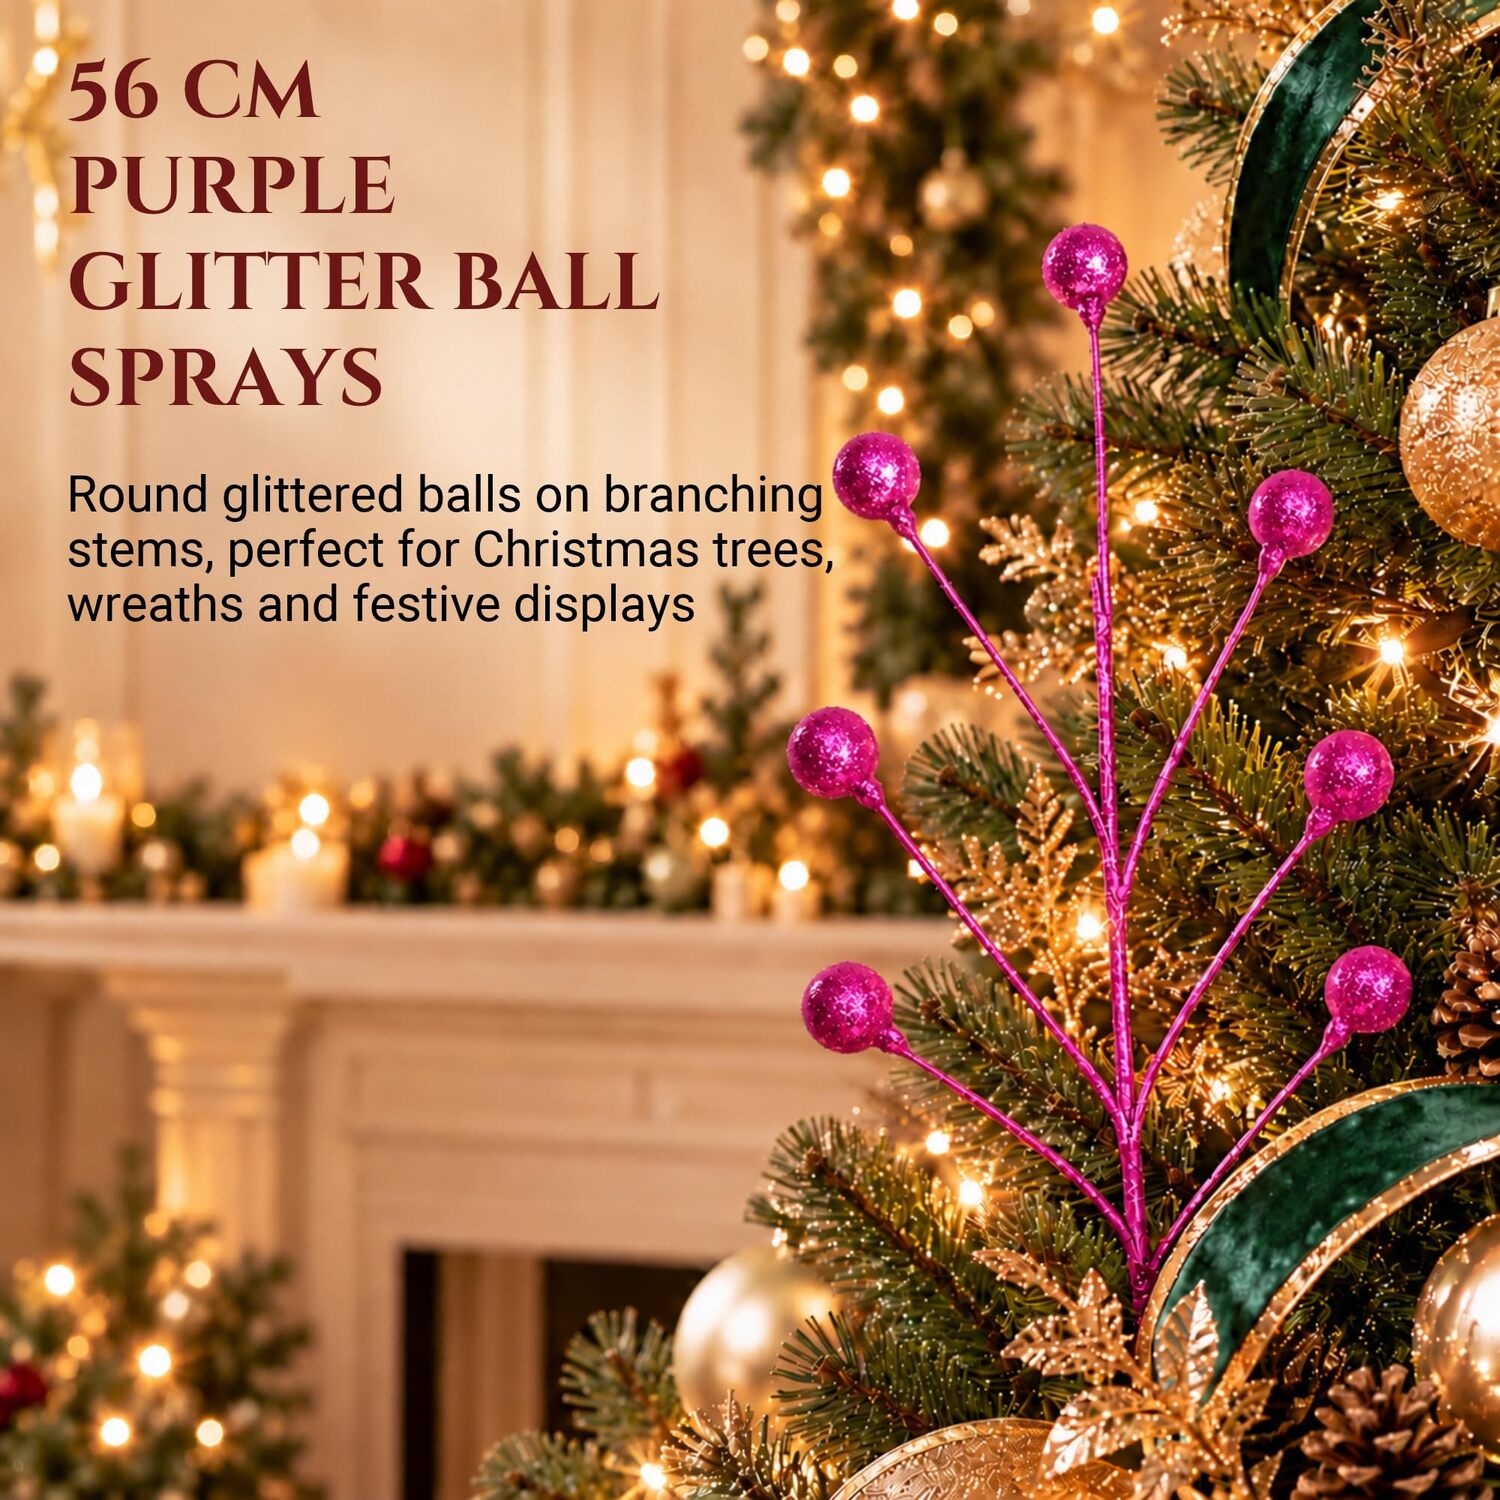 56 CM
PURPLE
GLITTER BALL
SPRAYS
Round glittered balls on branching
stems, perfect for Christmas trees,
wreaths and festive displays